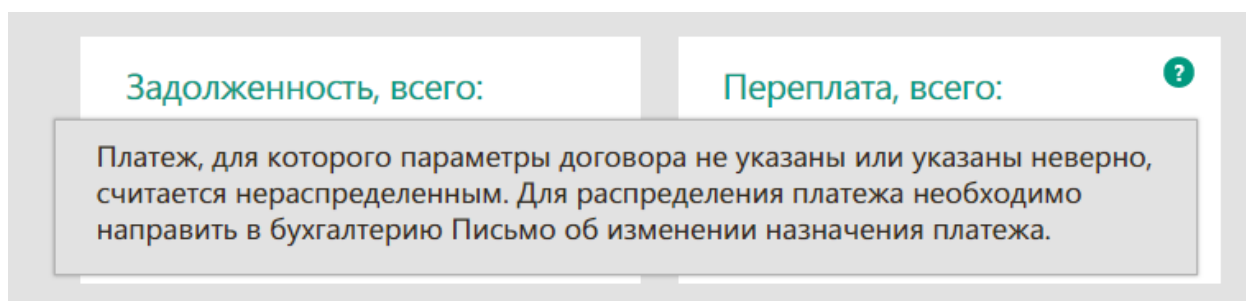 Задолженность, всего:
Переплата, всего:
?
Платеж, для которого параметры договора не указаны или указаны неверно,
считается нераспределенным. Для распределения платежа необходимо
направить в бухгалтерию Письмо об изменении назначения платежа.